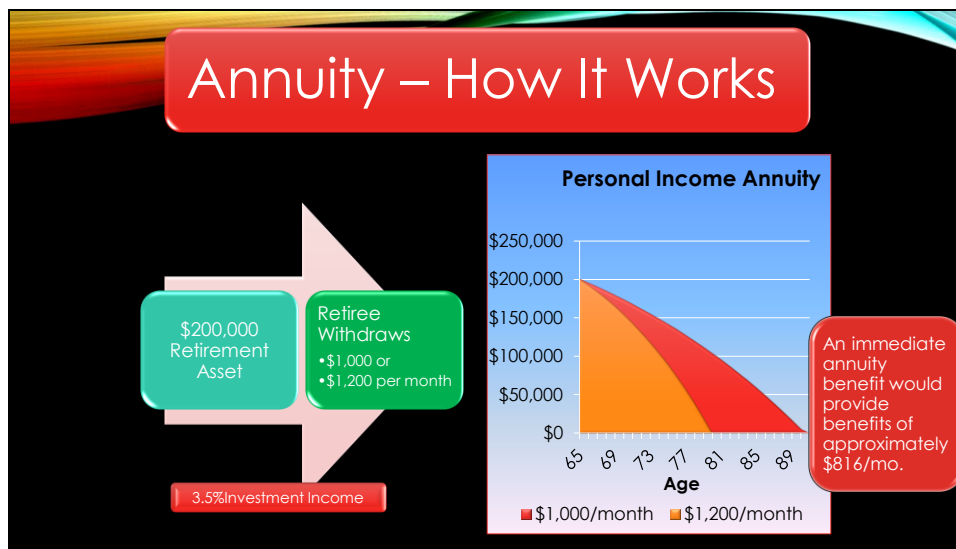 Annuity – How It Works
$200,000
Retirement
Asset
Retiree
Withdraws
•$1,000 or
•$1,200 per month
3.5%Investment Income
Personal Income Annuity
$250,000
$200,000
$150,000
$100,000
$50,000
$0
65 69 73 77 81 85 89
Age
$1,000/month $1,200/month
An immediate
annuity
benefit would
provide
benefits of
approximately
$816/mo.